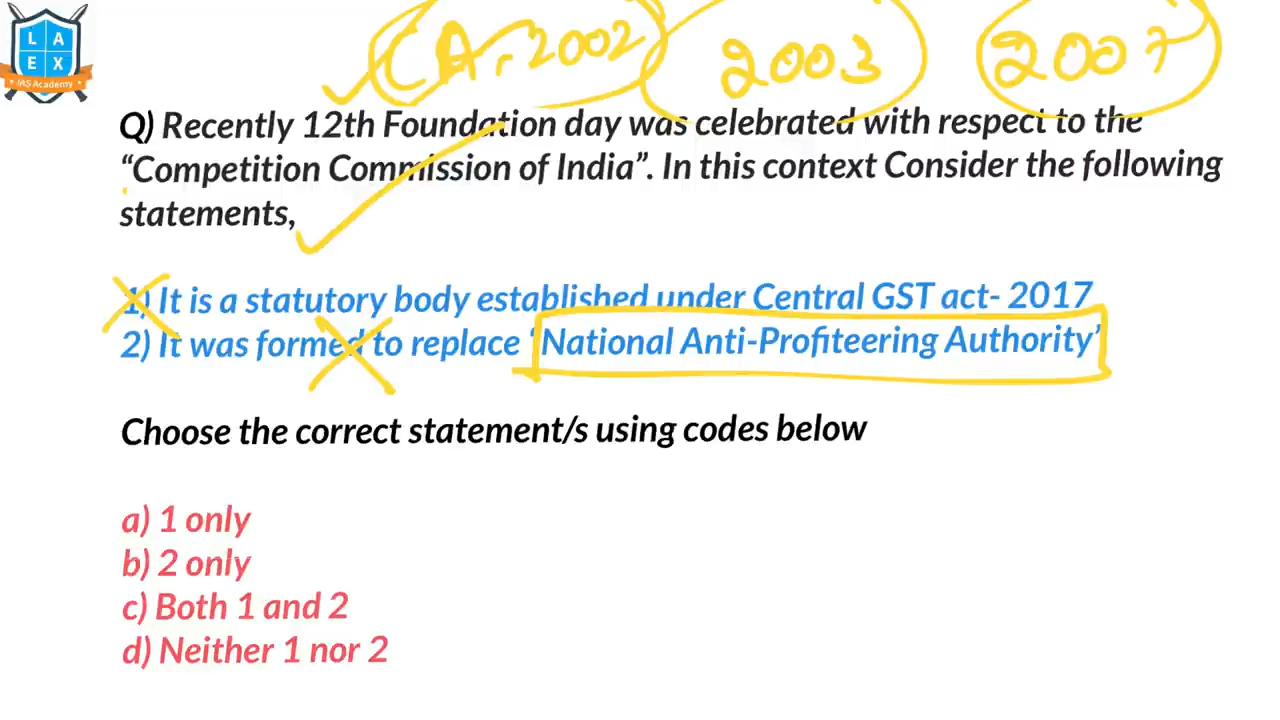 L A
E X
IAS Academy
CA, 2002 2003 2007
Q) Recently 12th Foundation day was celebrated with respect to the
“Competition Commission of India”. In this context Consider the following
statements,
1) It is a statutory body established under Central GST act- 2017
2) It was formed to replace ‘National Anti-Profiteering Authority’
Choose the correct statement/s using codes below
a) 1 only
b) 2 only
c) Both 1 and 2
d) Neither 1 nor 2